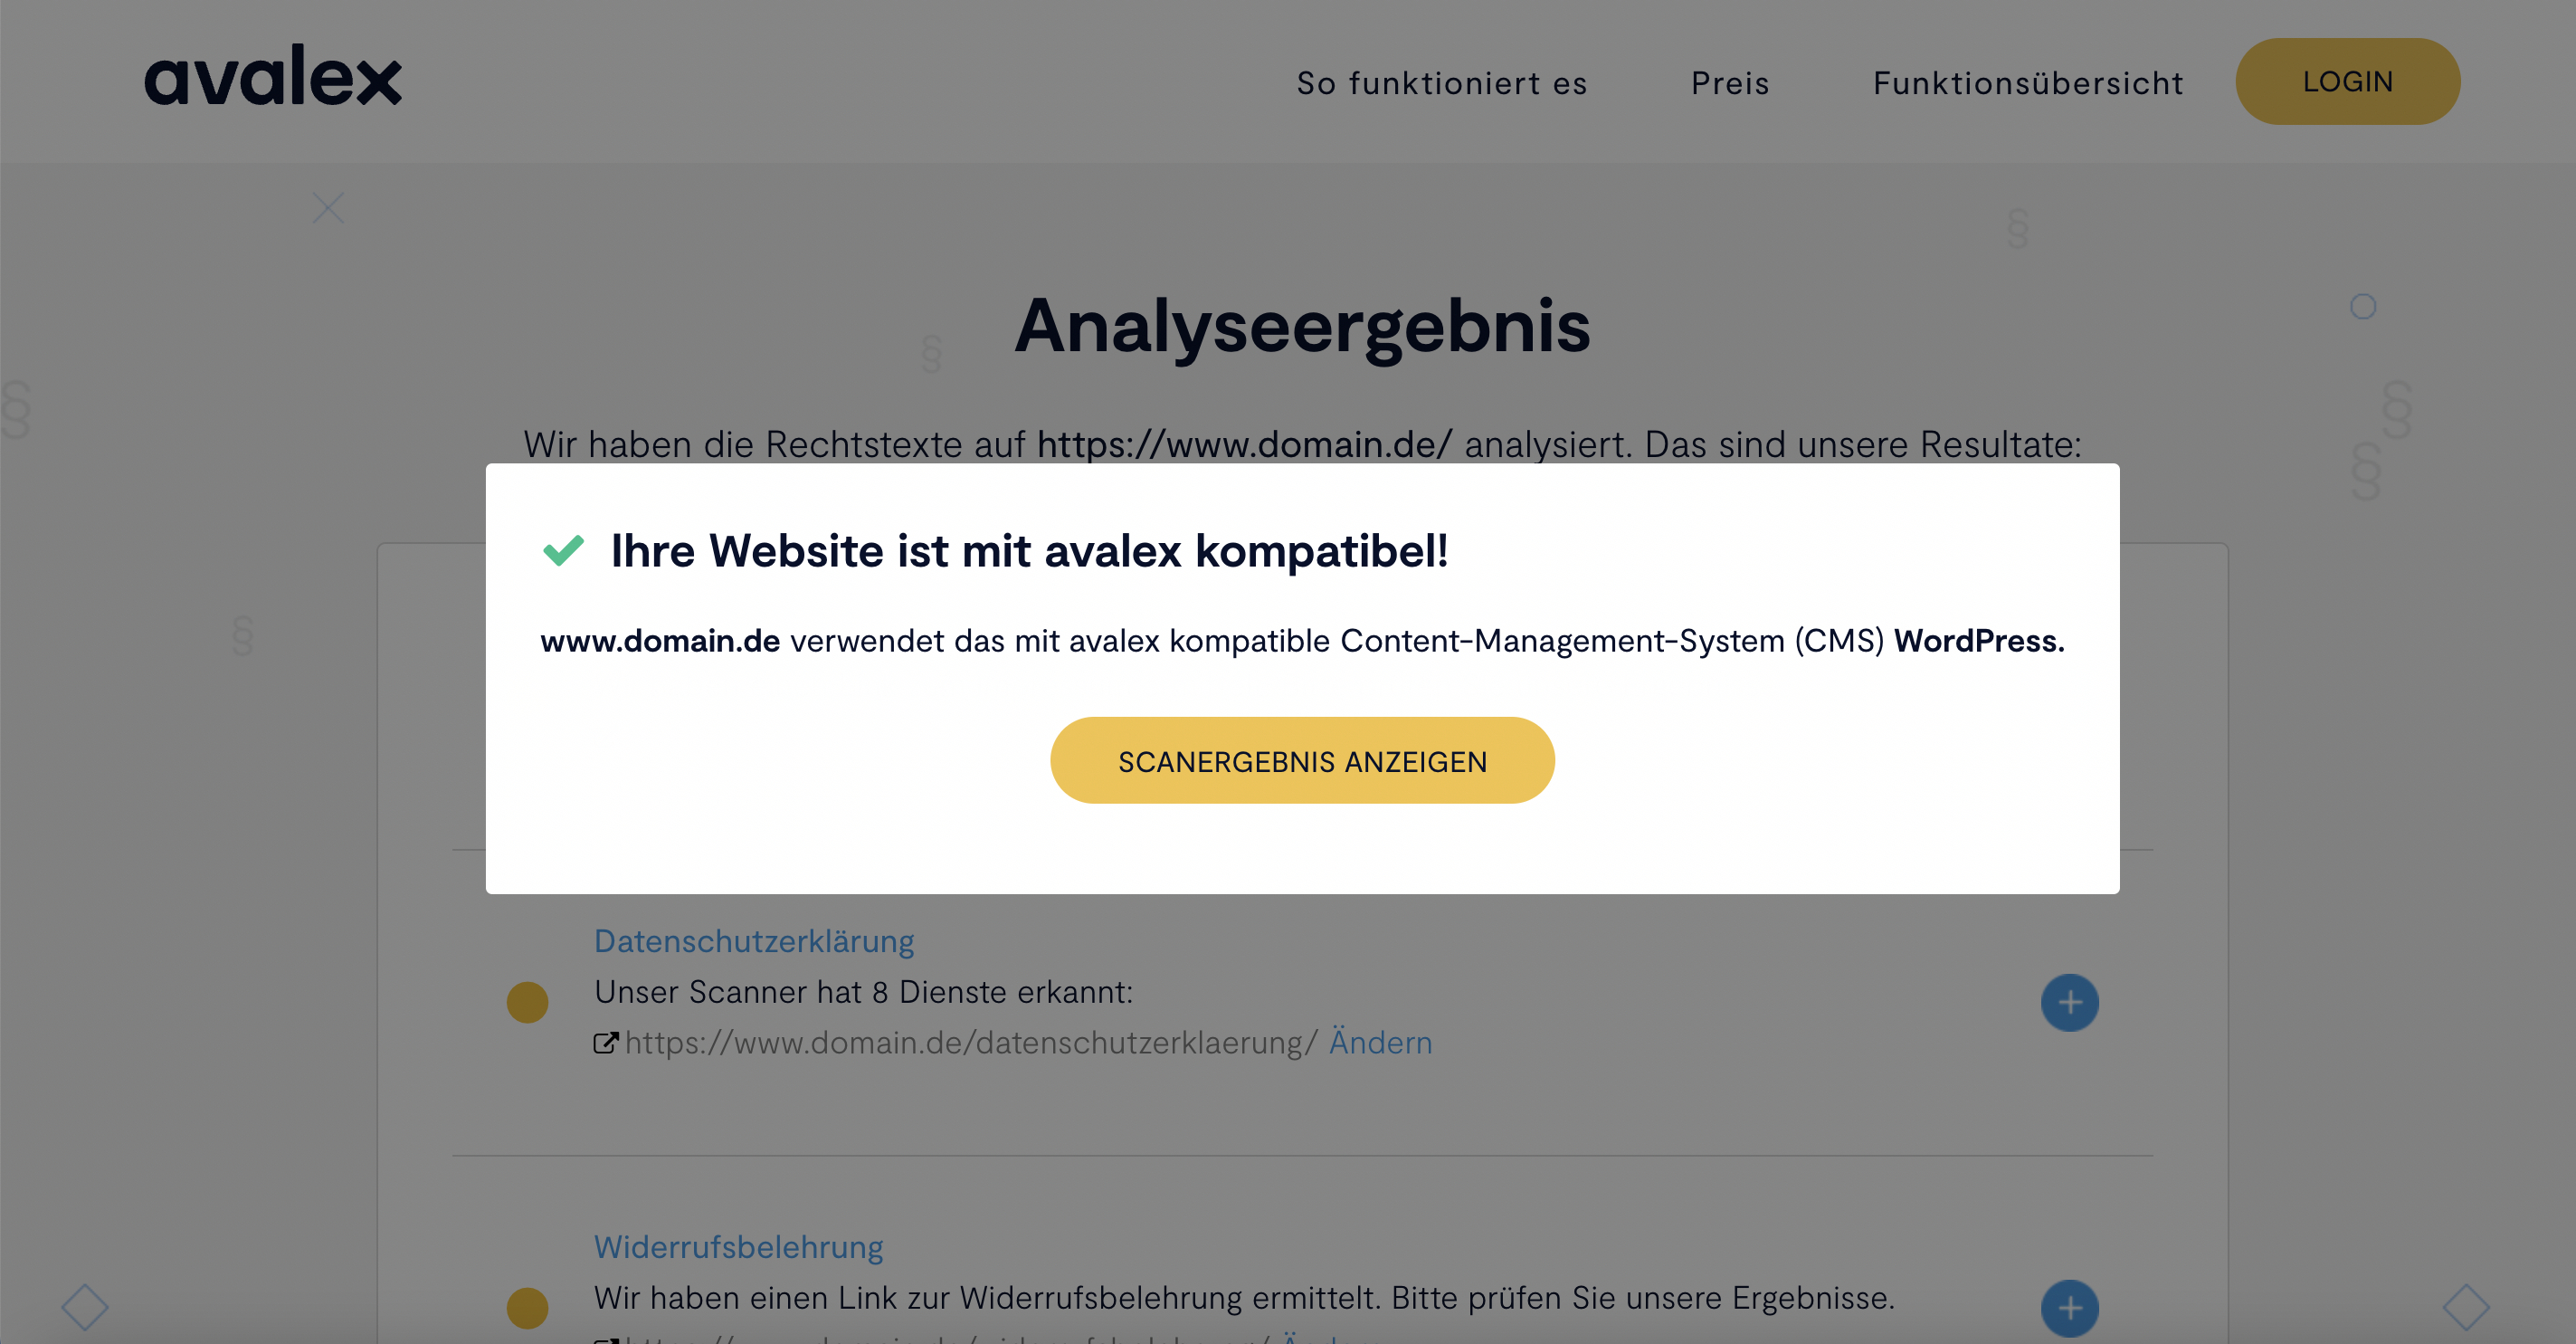 avalex
So funktioniert es
Preis
Funktionsübersicht
LOGIN
Analyseergebnis
Wir haben die Rechtstexte auf https://www.domain.de/ analysiert. Das sind unsere Resultate:
Ihre Website ist mit avalex kompatibel!
www.domain.de verwendet das mit avalex kompatible Content-Management-System (CMS) WordPress.
SCANERGEBNIS ANZEIGEN
Datenschutzerklärung
Unser Scanner hat 8 Dienste erkannt:
https://www.domain.de/datenschutzerklaerung/ Ändern
Widerrufsbelehrung
Wir haben einen Link zur Widerrufsbelehrung ermittelt. Bitte prüfen Sie unsere Ergebnisse.